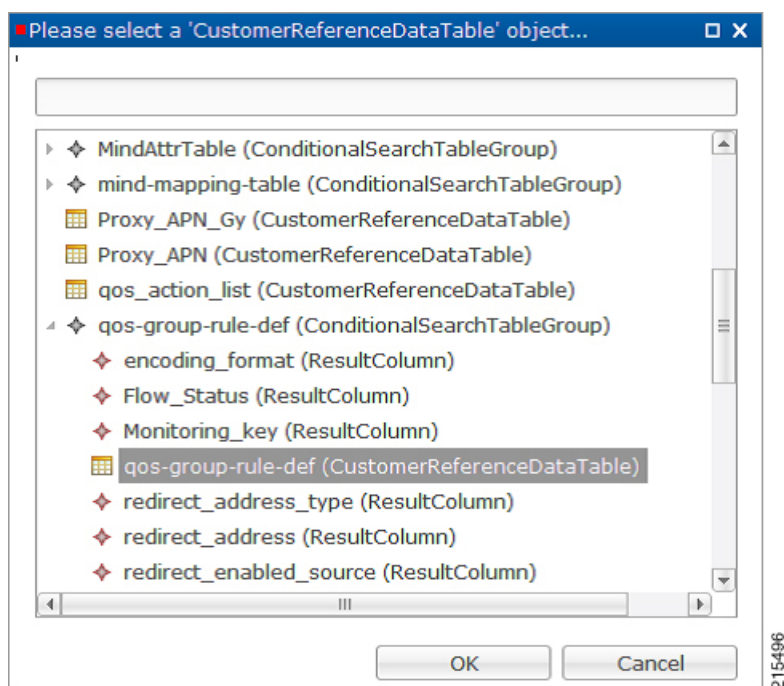 Please select a 'CustomerReferenceDataTable' object...
MindAttrTable (ConditionalSearchTableGroup)
mind-mapping-table (ConditionalSearchTableGroup)
Proxy_APN_Gy (CustomerReferenceDataTable)
Proxy_APN (CustomerReferenceDataTable)
qos_action_list (CustomerReferenceDataTable)
qos-group-rule-def (ConditionalSearchTableGroup)
encoding_format (ResultColumn)
Flow_Status (ResultColumn)
Monitoring_key (ResultColumn)
qos-group-rule-def (CustomerReferenceDataTable)
redirect_address_type (ResultColumn)
redirect_address (ResultColumn)
redirect_enabled_source (ResultColumn)
OK Cancel
215496